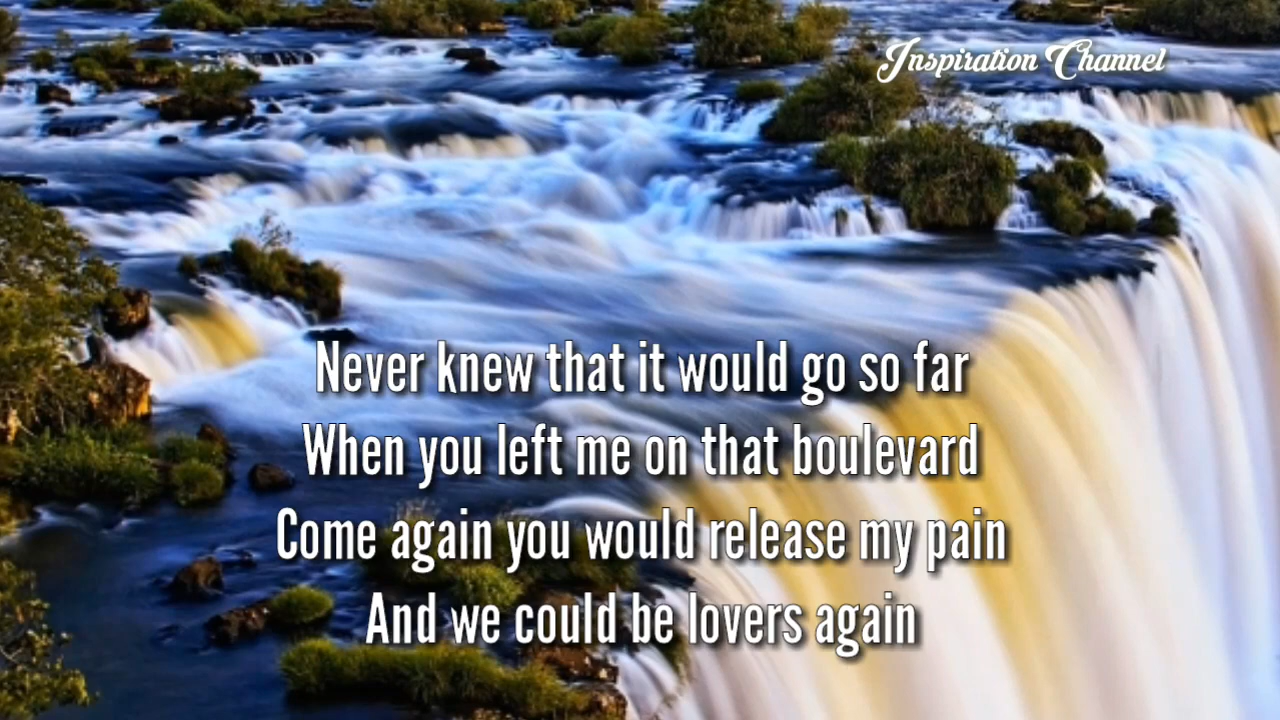 Inspiration Channel
Never knew that it would go so far
When you left me on that boulevard
Come again you would release my pain
And we could be lovers again